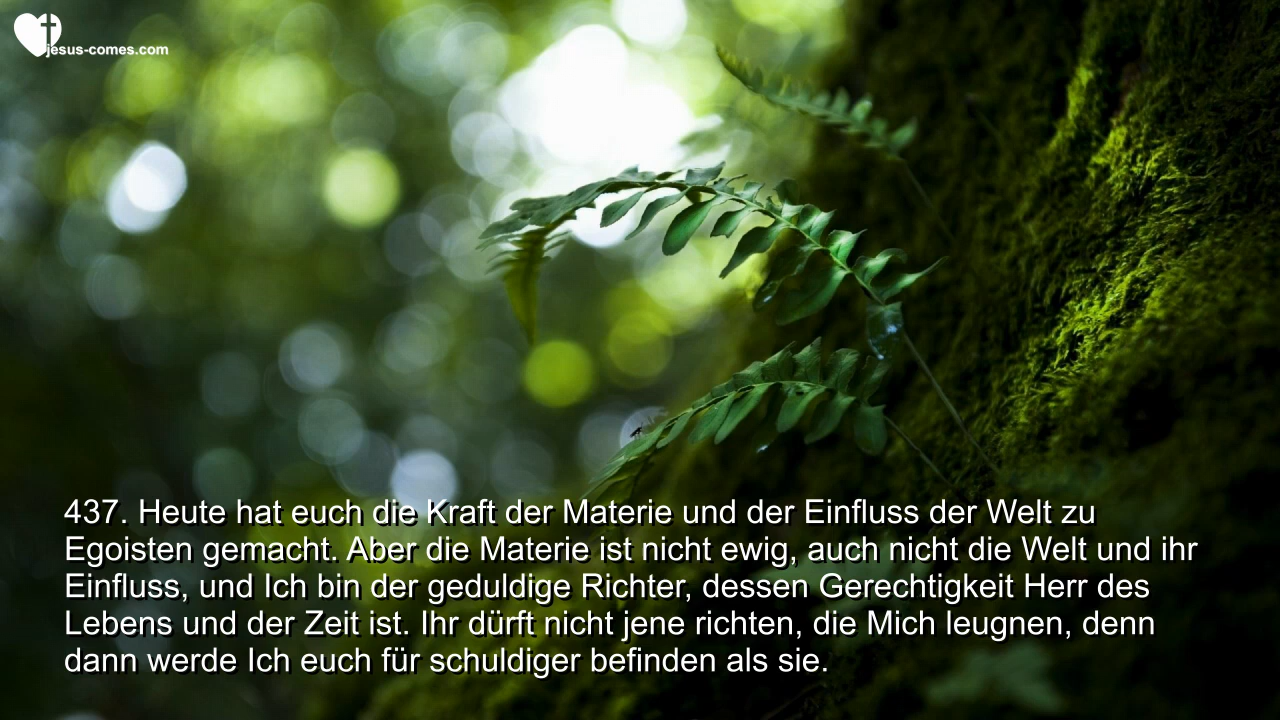 jesus-comes.com
437. Heute hat euch die Kraft der Materie und der Einfluss der Welt zu
Egoisten gemacht. Aber die Materie ist nicht ewig, auch nicht die Welt und ihr
Einfluss, und Ich bin der geduldige Richter, dessen Gerechtigkeit Herr des
Lebens und der Zeit ist. Ihr dürft nicht jene richten, die Mich leugnen, denn
dann werde Ich euch für schuldiger befinden als sie.